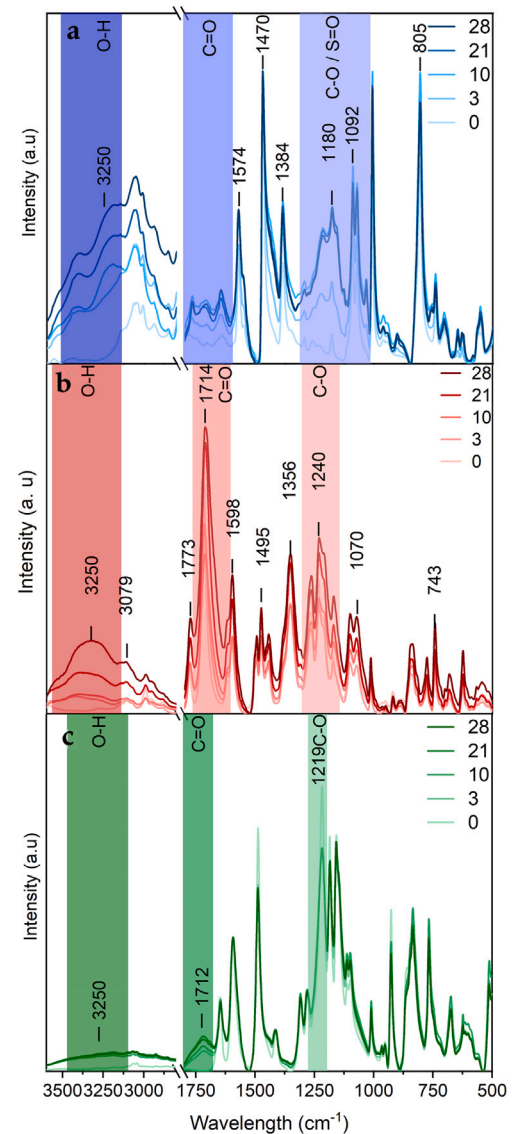 a
O-H
C=O
C-O / S=O
3250
1574
1470
1384
1180
1092
805
28
21
10
3
0
Intensity (a.u)
b
O-H
C=O
C-O
3250
3079
1773
1714
1598
1495
1356
1240
1070
743
28
21
10
3
0
Intensity (a. u)
c
O-H
C=O
1219C-O
3250
1712
28
21
10
3
0
Intensity (a.u)
3500 3250 3000 1750 1500 1250 1000 750 500
Wavelength (cm⁻¹)